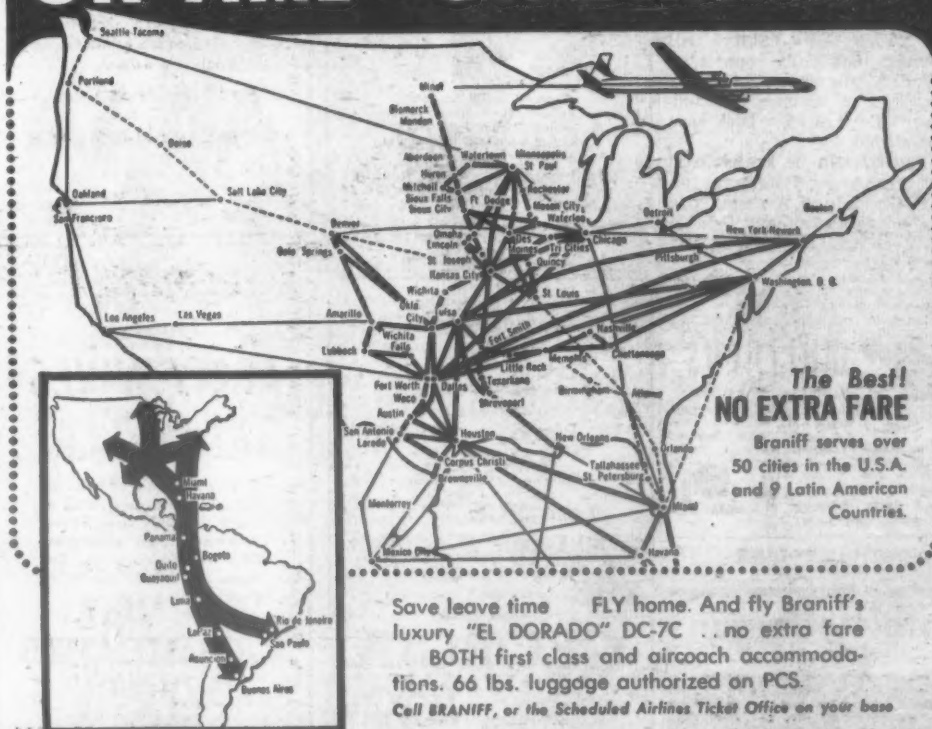 Seattle Tacoma
Portland
Boise
Oakland
San Francisco
Salt Lake City
Los Angeles
Las Vegas
Minot
Bismarck
Mandan
Aberdeen
Watertown
Minneapolis
St Paul
Huron
Mitchell
Sioux Falls
Sioux City
Rochester
Mason City
Ft Dodge
Waterloo
Omaha
Lincoln
Des
Moines
Tri Cities
Chicago
St Joseph
Quincy
Kansas City
Denver
Colo Springs
Wichita
St Louis
Detroit
Boston
New York-Newark
Pittsburgh
Washington D. C.
Okla
City
Tulsa
Amarillo
Wichita
Falls
Lubbock
Fort Smith
Nashville
Little Rock
Memphis
Chattanooga
Texarkana
Birmingham
Atlanta
Fort Worth
Dallas
Waco
Shreveport
Austin
San Antonio
Laredo
Houston
New Orleans
Corpus Christi
Brownsville
Tallahassee
St. Petersburg
Orlando
Miami
Monterrey
Mexico City
Havana
The Best!
NO EXTRA FARE
Braniff serves over
50 cities in the U.S.A.
and 9 Latin American
Countries.
Miami
Havana
Panama
Bogota
Quito
Guayaquil
Lima
La Paz
Rio de Janeiro
Sao Paulo
Asuncion
Buenos Aires
Save leave time FLY home. And fly Braniff's
luxury "EL DORADO" DC-7C . . no extra fare
BOTH first class and aircoach accommoda-
tions. 66 lbs. luggage authorized on PCS.
Call BRANIFF, or the Scheduled Airlines Ticket Office on your base